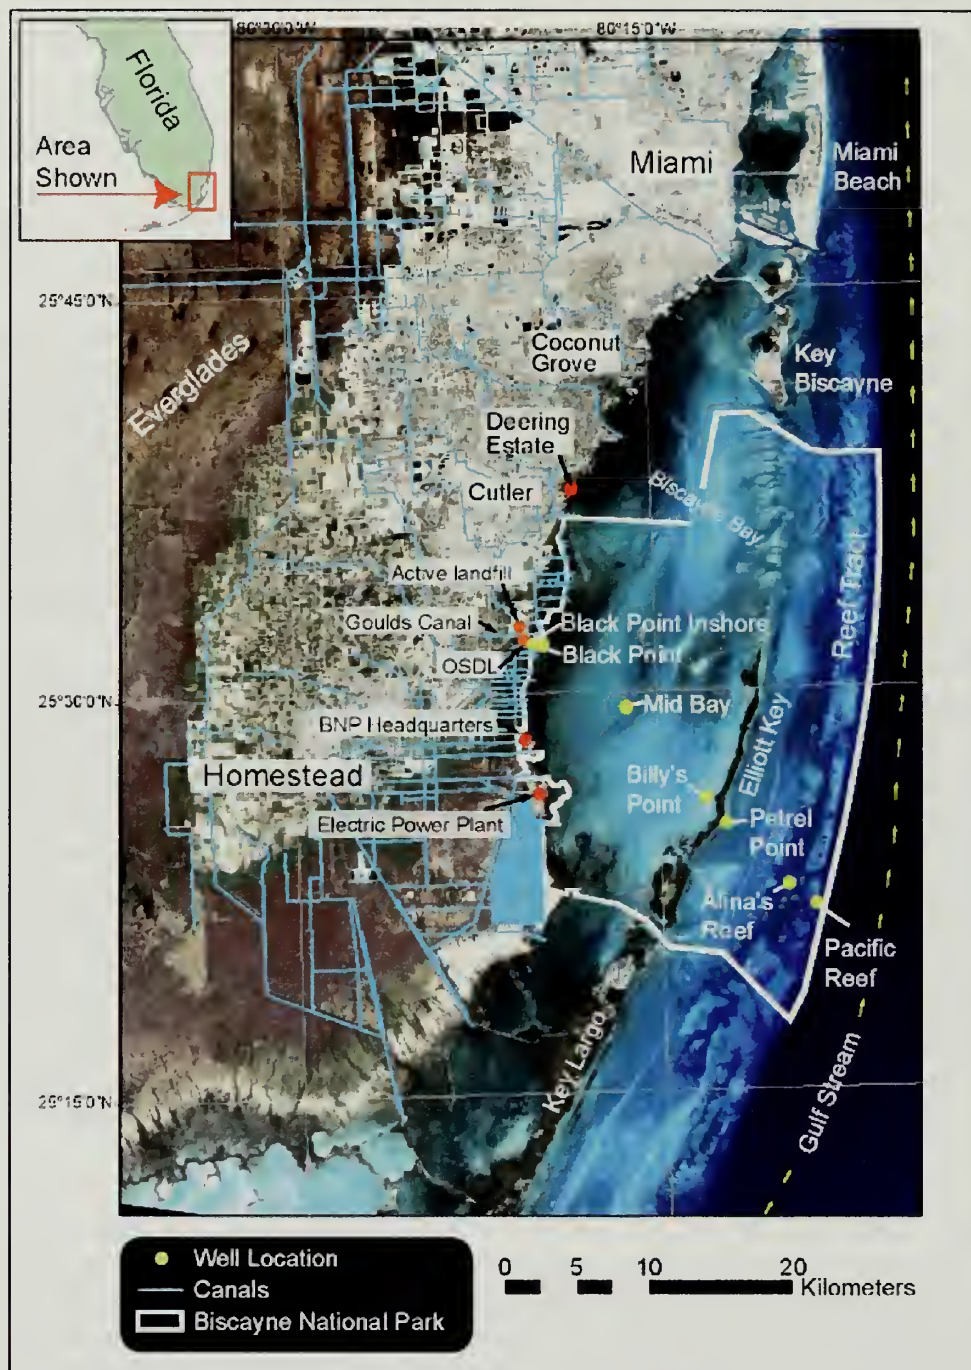 80°30'0"W
80°15'0"W
Florida
Area
Shown
Miami
Miami
Beach
25°45'0"N
Everglades
Coconut
Grove
Key
Biscayne
Deering
Estate
Cutler
Biscayne Bay
Reef Tract
Active landfill
Goulds Canal
Black Point Inshore
OSDL
Black Point
25°30'0"N
Mid Bay
BNP Headquarters
Elliott Key
Homestead
Billy's
Point
Electric Power Plant
Petrel
Point
Alina's
Reef
Pacific
Reef
Key Largo
Gulf Stream
25°15'0"N
Well Location
Canals
Biscayne National Park
0 5 10 20
Kilometers